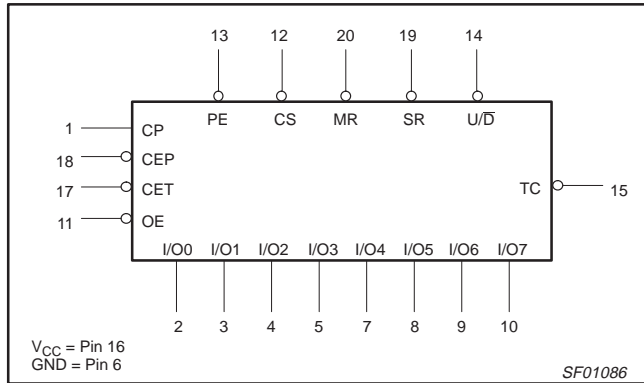 13 12 20 19 14
PE CS MR SR U/D̅
1 CP
18 CEP
17 CET
TC 15
11 OE
I/O0 I/O1 I/O2 I/O3 I/O4 I/O5 I/O6 I/O7
2 3 4 5 7 8 9 10
VCC = Pin 16
GND = Pin 6
SF01086